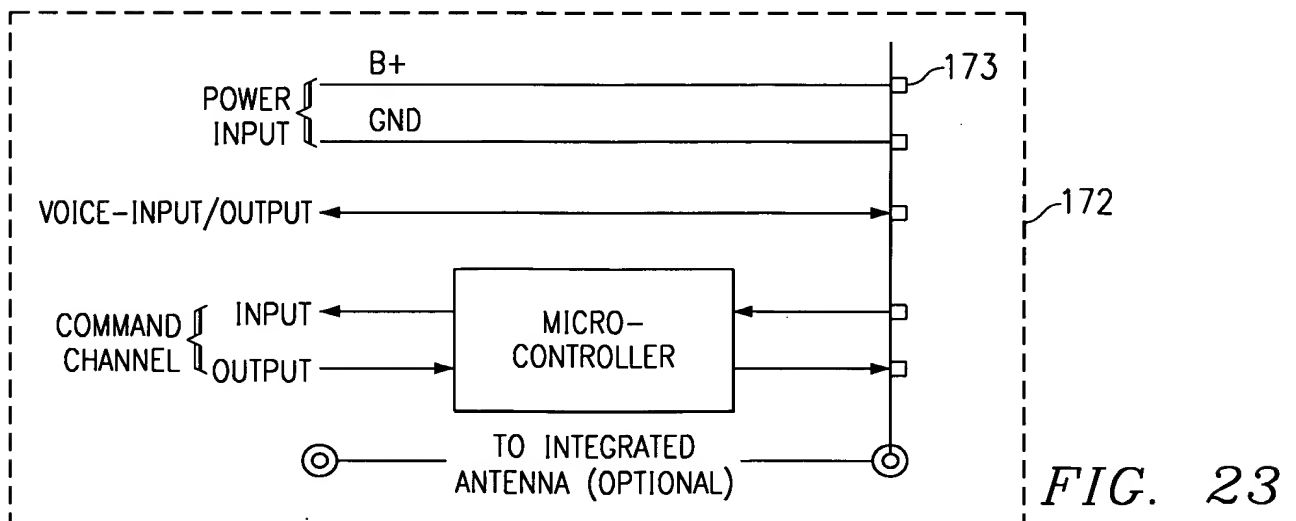 B+
173
POWER
INPUT
GND
VOICE-INPUT/OUTPUT
172
COMMAND
CHANNEL
INPUT
OUTPUT
MICRO-
CONTROLLER
TO INTEGRATED
ANTENNA (OPTIONAL)
FIG. 23